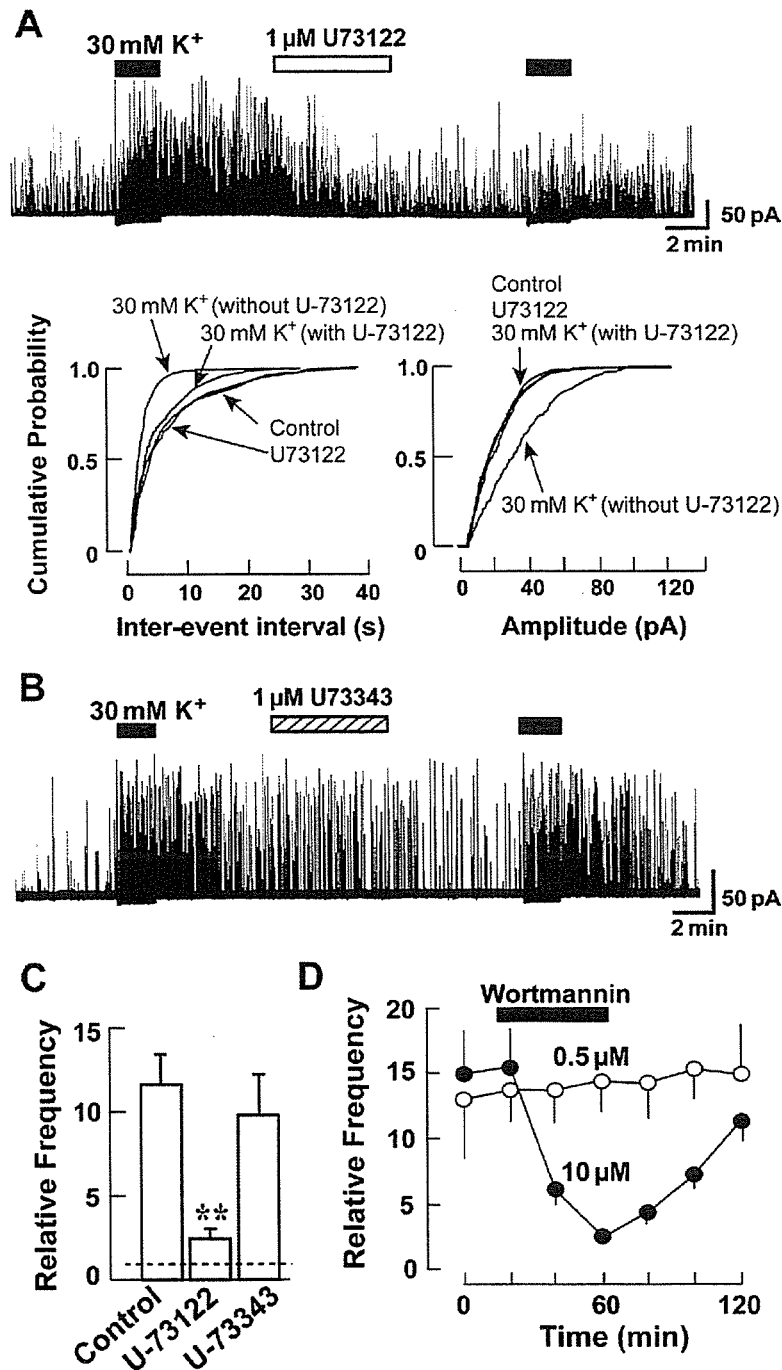 A
30 mM K+
1 µM U73122
50 pA
2 min
Control
30 mM K+ (without U-73122)
U73122
30 mM K+ (with U-73122)
30 mM K+ (with U-73122)
Cumulative Probability
1.0
0.5
0
Control
U73122
0 10 20 30 40
Inter-event interval (s)
1.0
0.5
0
30 mM K+ (without U-73122)
0 40 80 120
Amplitude (pA)
B
30 mM K+
1 µM U73343
50 pA
2 min
C
Relative Frequency
15
10
5
0
**
Control
U-73122
U-73343
D
Wortmannin
Relative Frequency
20
15
10
5
0
0.5 µM
10 µM
0 60 120
Time (min)